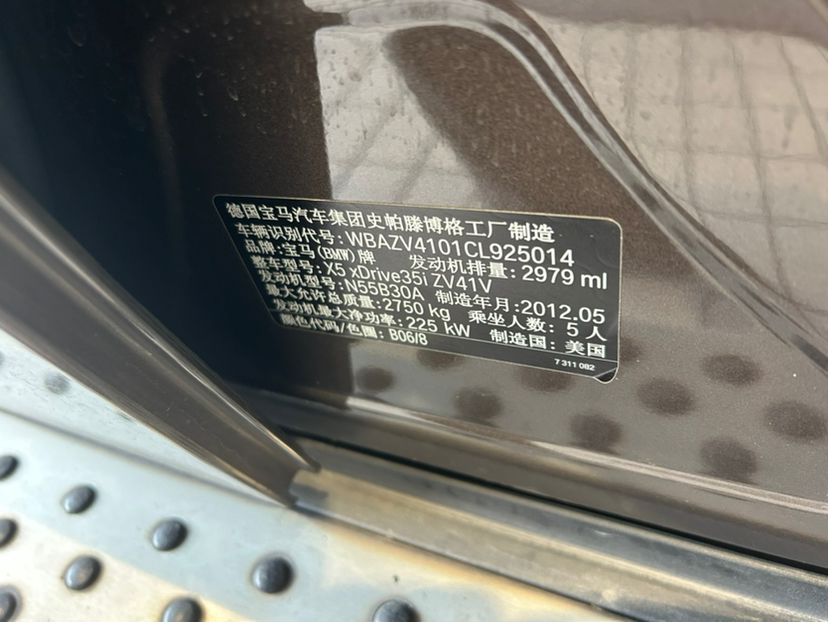 德国宝马汽车集团史帕滕博格工厂制造
车辆识别代号:WBAZV4101CL925014
品牌:宝马(BMW)牌 发动机排量:2979 ml
整车型号:X5 xDrive35i ZV41V
发动机型号:N55B30A 制造年月:2012.05
最大允许总质量:2750 kg 乘坐人数:5人
发动机最大净功率:225 kW 制造国:美国
颜色代码/色圈:B06/8
7 311 082